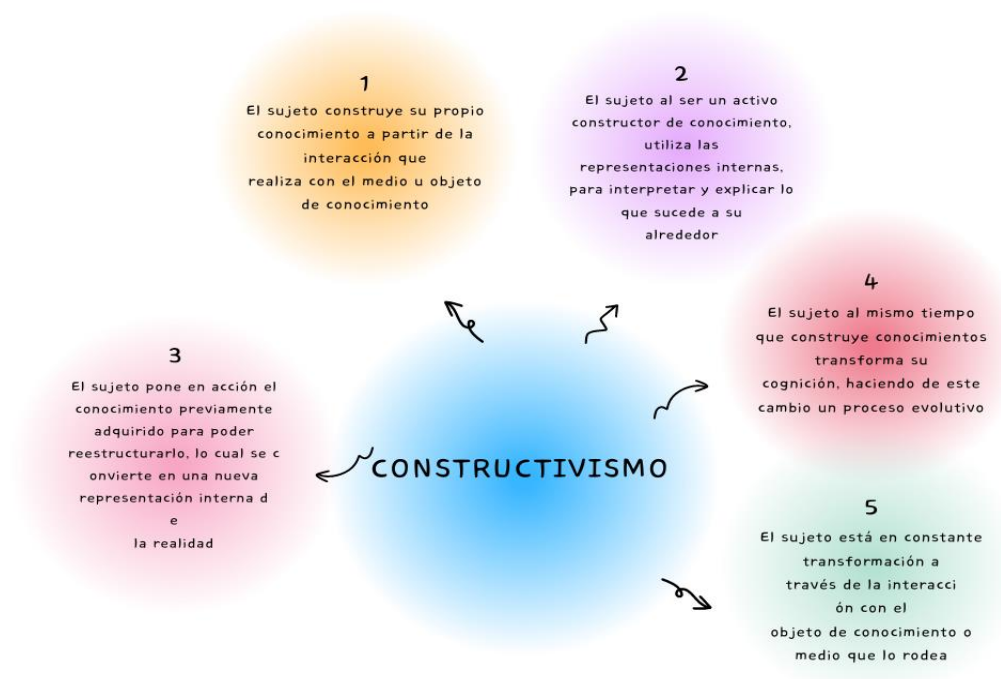 1
El sujeto construye su propio
conocimiento a partir de la
interacción que
realiza con el medio u objeto
de conocimiento
2
El sujeto al ser un activo
constructor de conocimiento,
utiliza las
representaciones internas,
para interpretar y explicar lo
que sucede a su
alrededor
3
El sujeto pone en acción el
conocimiento previamente
adquirido para poder
reestructurarlo, lo cual se c
onvierte en una nueva
representación interna d
e
la realidad
4
El sujeto al mismo tiempo
que construye conocimientos
transforma su
cognición, haciendo de este
cambio un proceso evolutivo
CONSTRUCTIVISMO
5
El sujeto está en constante
transformación a
través de la interacci
ón con el
objeto de conocimiento o
medio que lo rodea